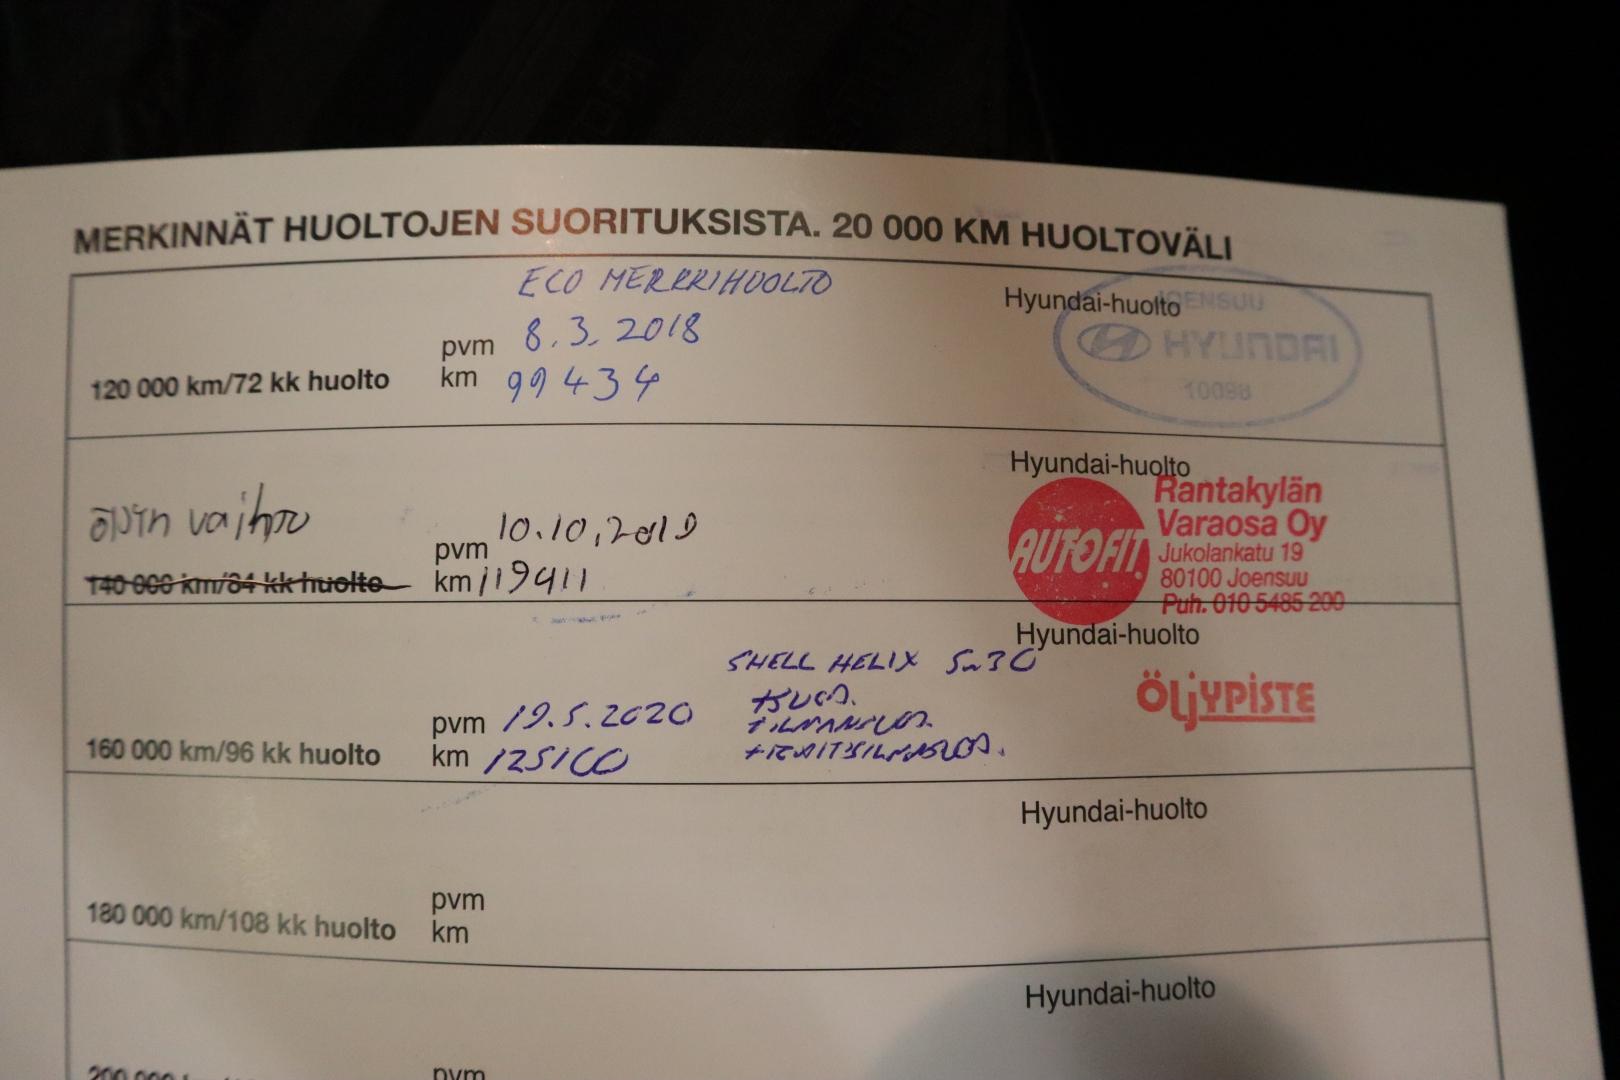 MERKINNÄT HUOLTOJEN SUORITUKSISTA. 20 000 KM HUOLTOVÄLI
ECO MERKKIHUOLTO
Hyundai-huolto
JOENSUU
HYUNDAI
10098
pvm 8.3.2018
120 000 km/72 kk huolto km 99434
Hyundai-huolto
AUTOFIT
Rantakylän
Varaosa Oy
Jukolankatu 19
80100 Joensuu
Puh. 010 5485 200
öljyn vaihto
pvm 10.10.2019
140 000 km/84 kk huolto km 119411
Hyundai-huolto
SHELL HELIX 5w30
ÖLJYPISTE
pvm 19.5.2020
160 000 km/96 kk huolto km 125100
Hyundai-huolto
pvm
180 000 km/108 kk huolto km
Hyundai-huolto
pvm